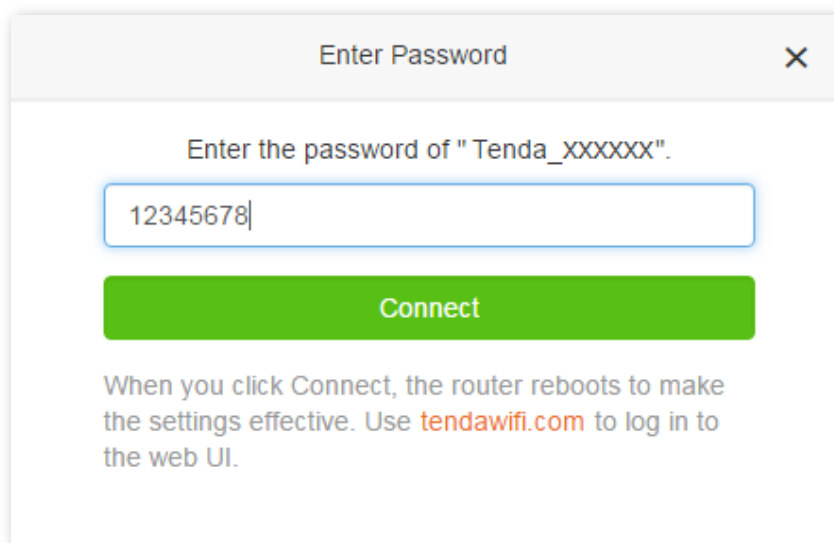 Enter Password
Enter the password of " Tenda_XXXXXX".
12345678
Connect
When you click Connect, the router reboots to make
the settings effective. Use tendawifi.com to log in to
the web UI.